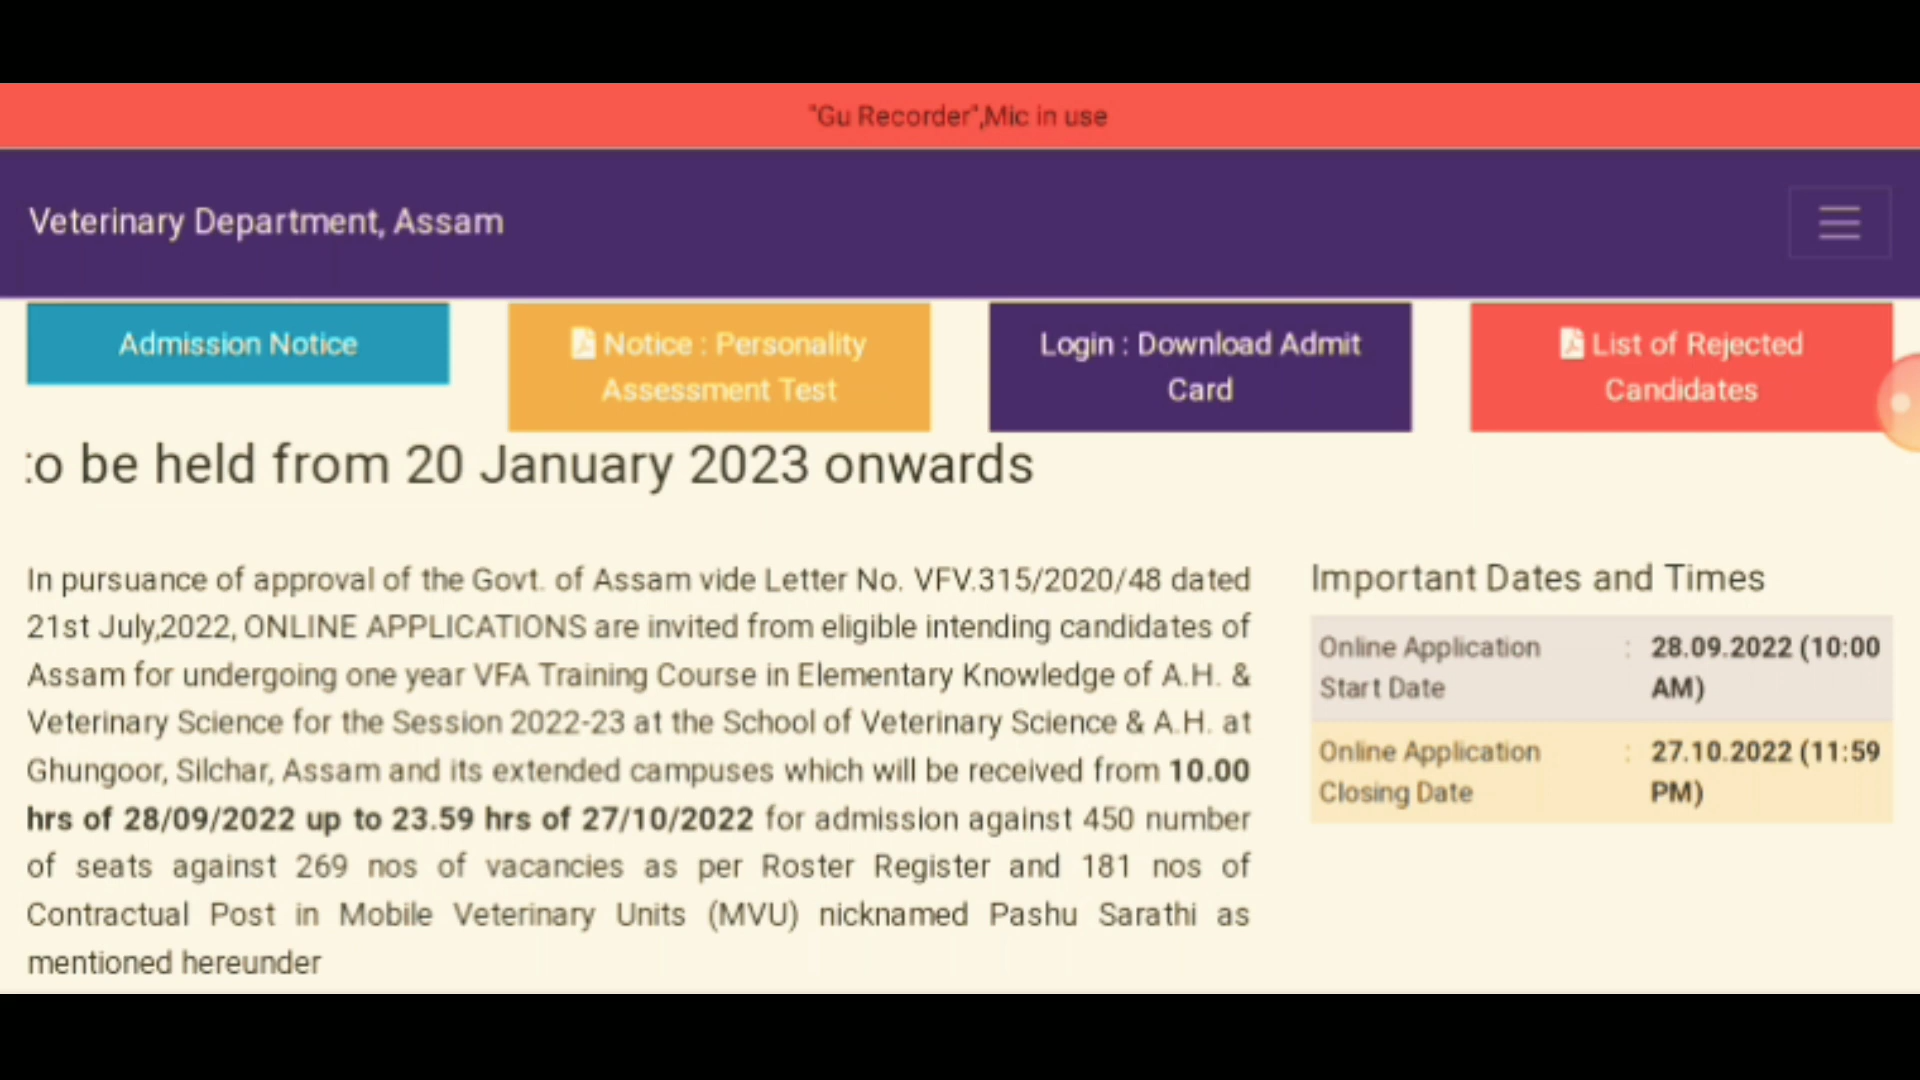 "Gu Recorder",Mic in use
Veterinary Department, Assam
Admission Notice
Notice : Personality
Assessment Test
Login : Download Admit
Card
List of Rejected
Candidates
to be held from 20 January 2023 onwards
In pursuance of approval of the Govt. of Assam vide Letter No. VFV.315/2020/48 dated
21st July,2022, ONLINE APPLICATIONS are invited from eligible intending candidates of
Assam for undergoing one year VFA Training Course in Elementary Knowledge of A.H. &
Veterinary Science for the Session 2022-23 at the School of Veterinary Science & A.H. at
Ghungoor, Silchar, Assam and its extended campuses which will be received from 10.00
hrs of 28/09/2022 up to 23.59 hrs of 27/10/2022 for admission against 450 number
of seats against 269 nos of vacancies as per Roster Register and 181 nos of
Contractual Post in Mobile Veterinary Units (MVU) nicknamed Pashu Sarathi as
mentioned hereunder
Important Dates and Times
Online Application : 28.09.2022 (10:00
Start Date AM)
Online Application : 27.10.2022 (11:59
Closing Date PM)